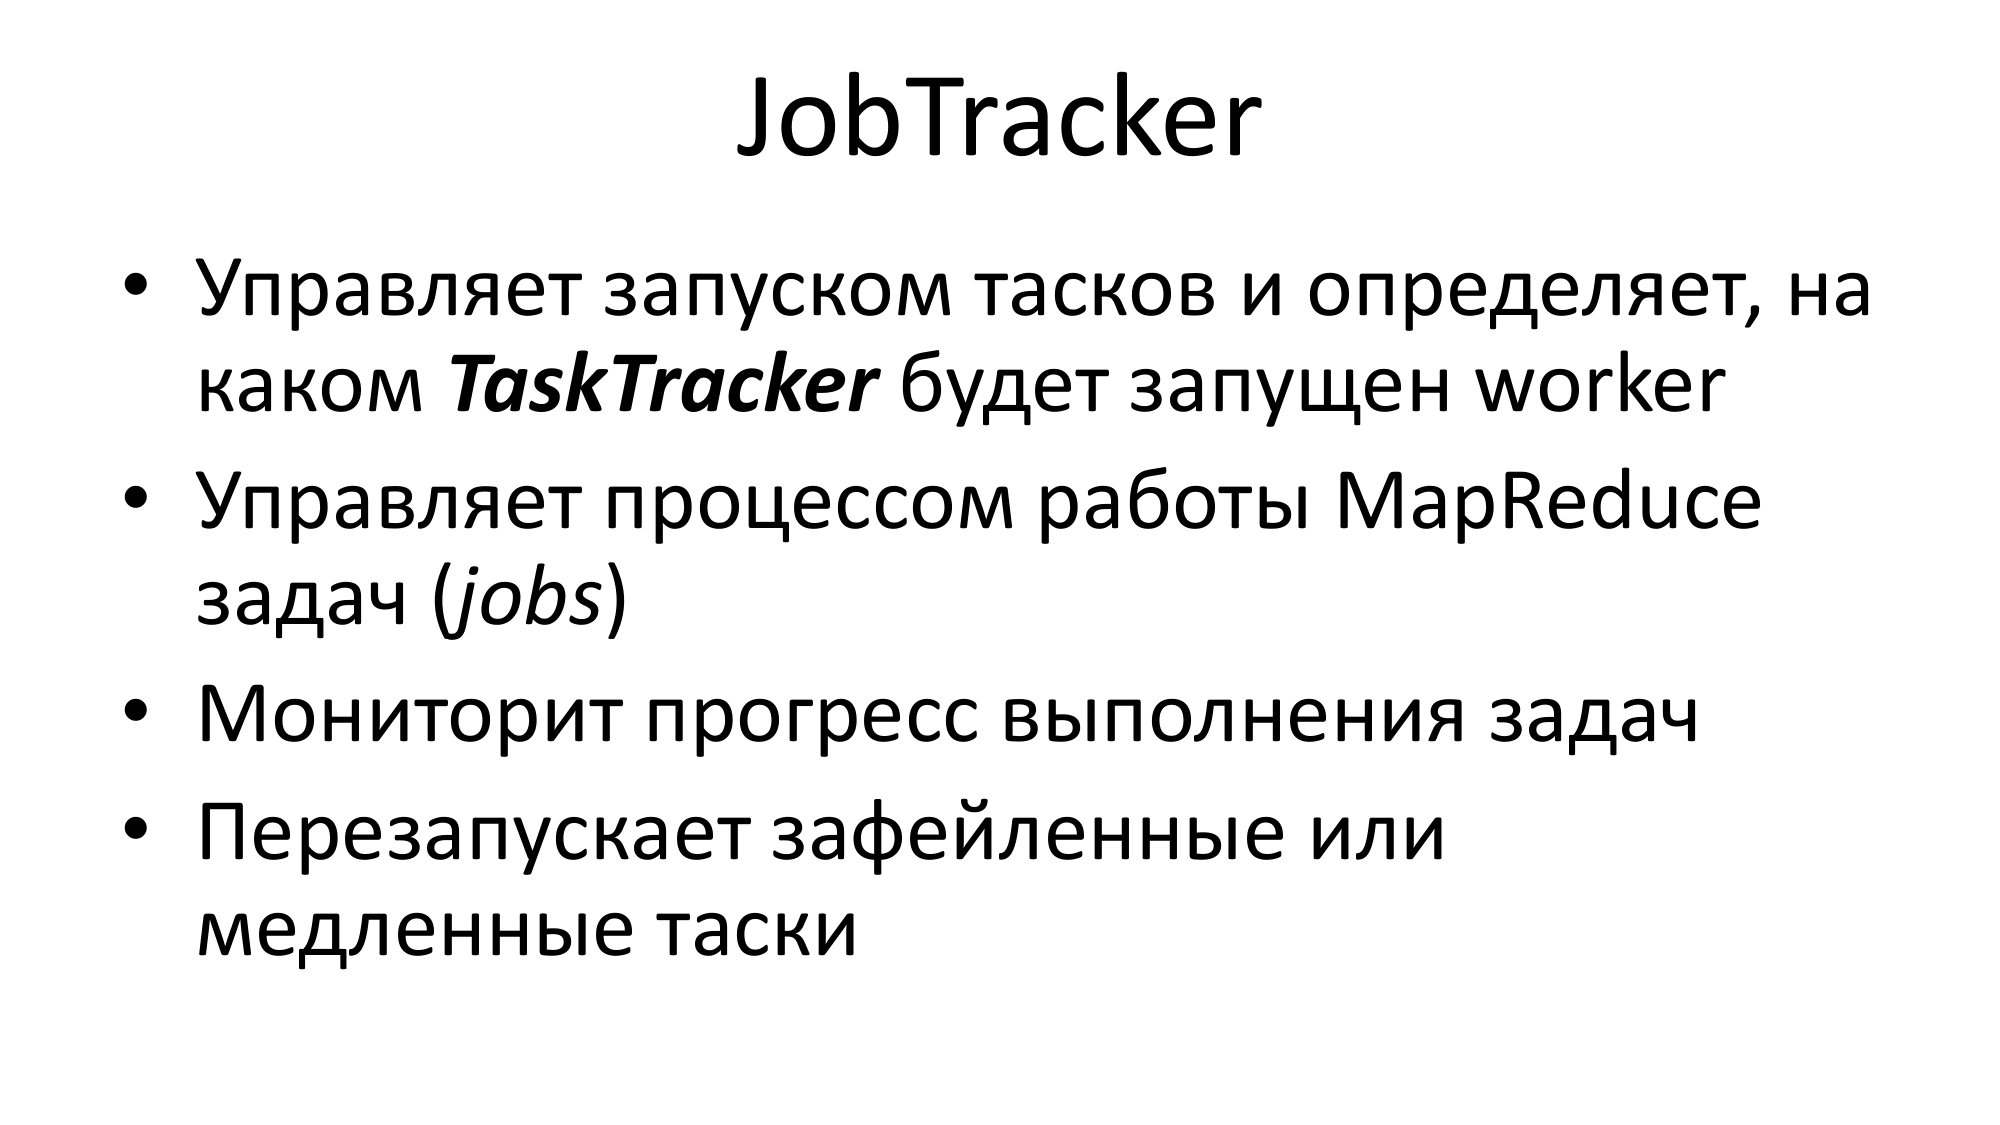 JobTracker
• Управляет запуском тасков и определяет, на
каком TaskTracker будет запущен worker
• Управляет процессом работы MapReduce
задач (jobs)
• Мониторит прогресс выполнения задач
• Перезапускает зафейленные или
медленные таски